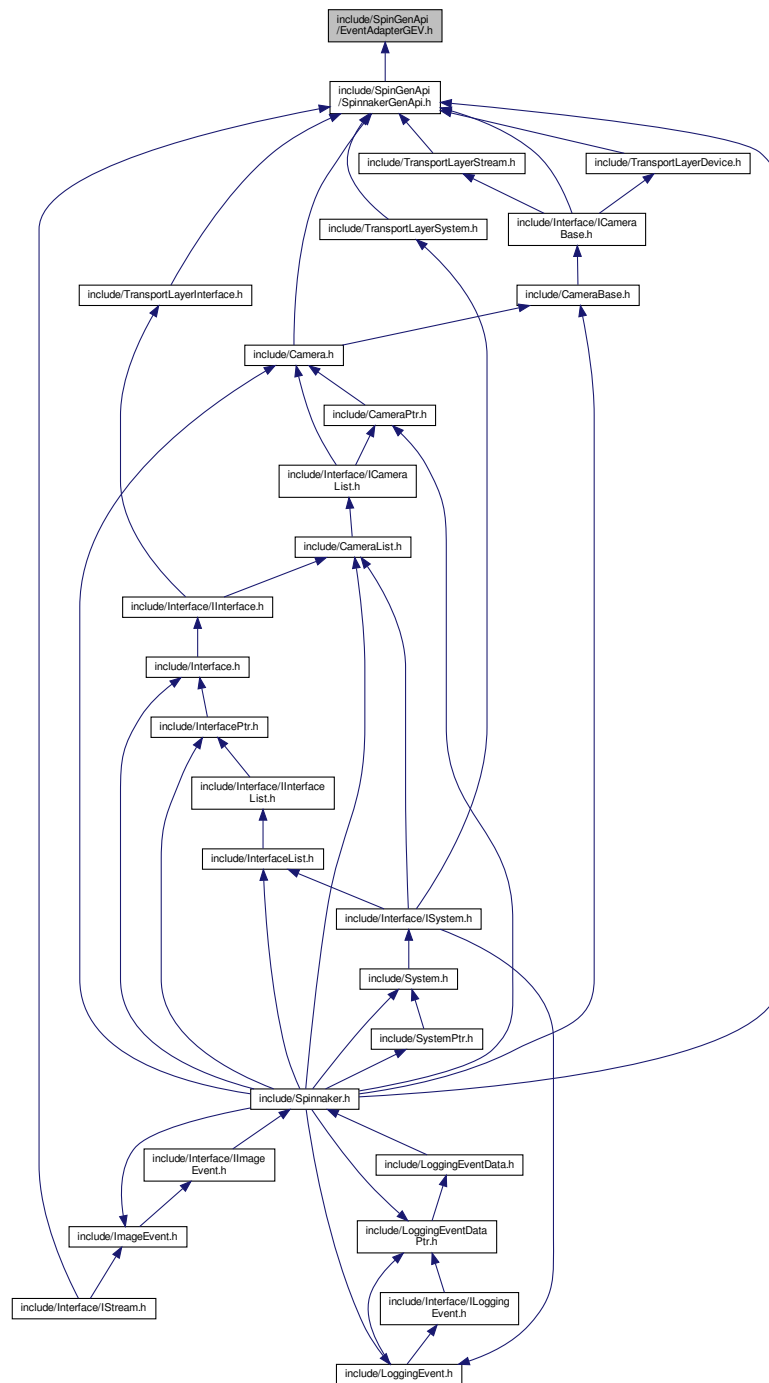 include/SpinGenApi
/EventAdapterGEV.h
include/SpinGenApi
/SpinnakerGenApi.h
include/TransportLayerStream.h
include/TransportLayerDevice.h
include/TransportLayerSystem.h
include/Interface/ICamera
Base.h
include/TransportLayerInterface.h
include/CameraBase.h
include/Camera.h
include/CameraPtr.h
include/Interface/ICamera
List.h
include/CameraList.h
include/Interface/IInterface.h
include/Interface.h
include/InterfacePtr.h
include/Interface/IInterface
List.h
include/InterfaceList.h
include/Interface/ISystem.h
include/System.h
include/SystemPtr.h
include/Spinnaker.h
include/Interface/IImage
Event.h
include/LoggingEventData.h
include/ImageEvent.h
include/LoggingEventData
Ptr.h
include/Interface/IStream.h
include/Interface/ILogging
Event.h
include/LoggingEvent.h